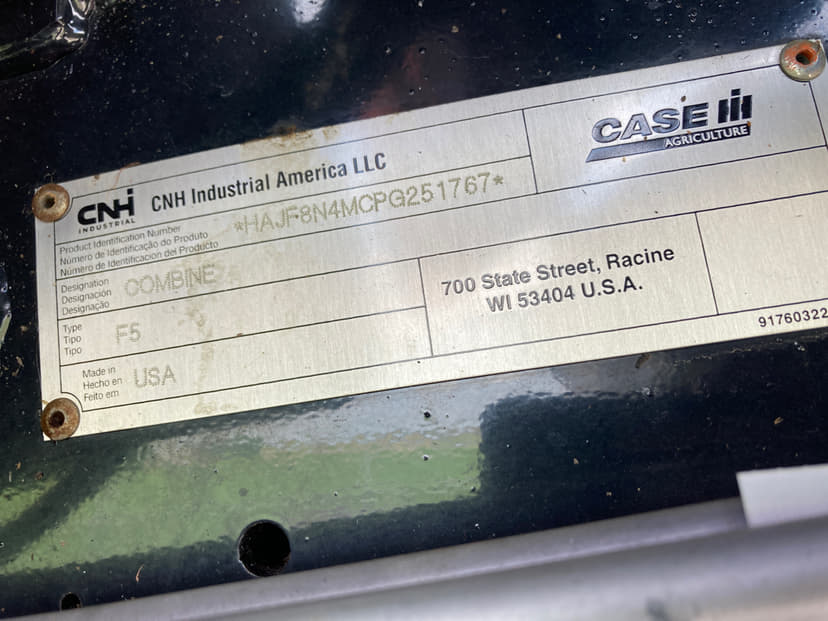 CNH
INDUSTRIAL
CNH Industrial America LLC
CASE IH
AGRICULTURE
Product Identification Number
Número de Identificação do Produto
Número de Identificacion del Producto
*HAJF8N4MCPG251767*
Designation
Designación
Designação
COMBINE
700 State Street, Racine
WI 53404 U.S.A.
Type
Tipo
Tipo
F5
Made in
Hecho en
Feito em
USA
91760322